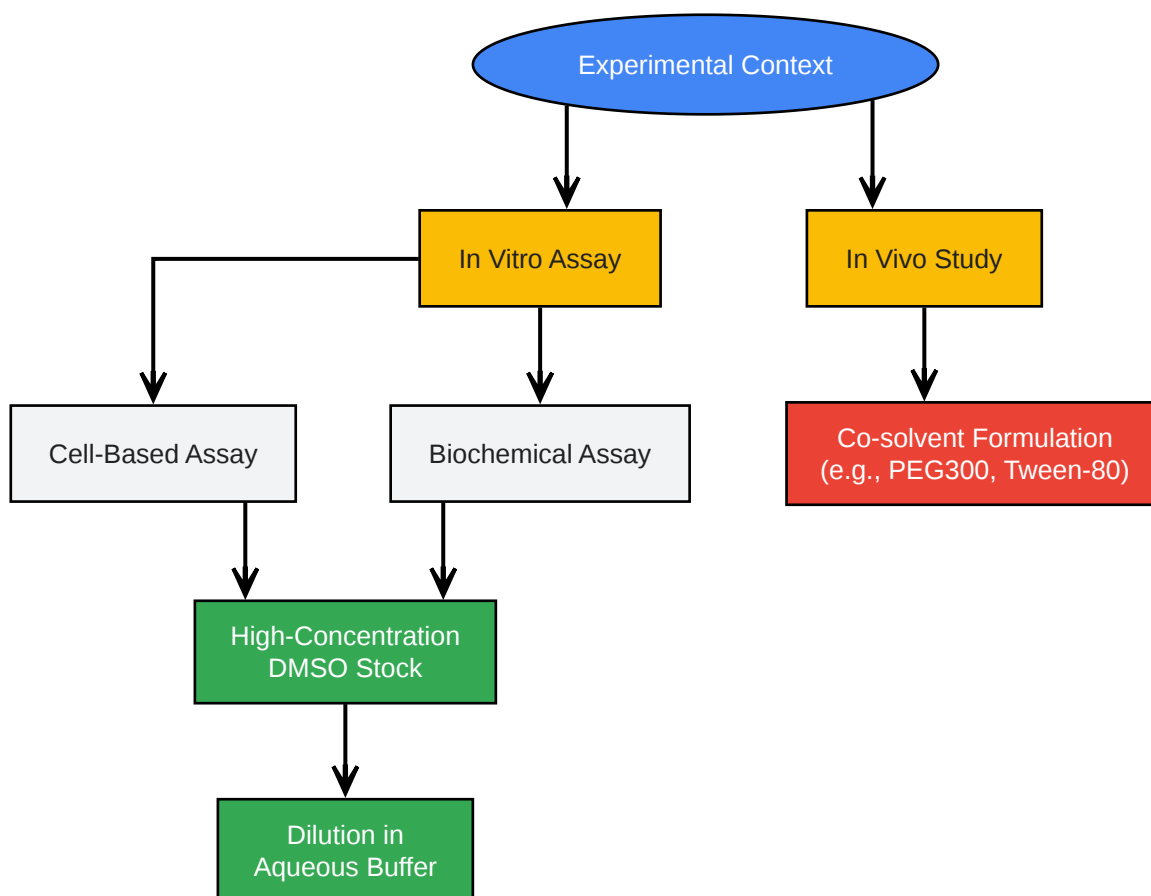 Experimental Context
In Vitro Assay
In Vivo Study
Cell-Based Assay
Biochemical Assay
Co-solvent Formulation
(e.g., PEG300, Tween-80)
High-Concentration
DMSO Stock
Dilution in
Aqueous Buffer